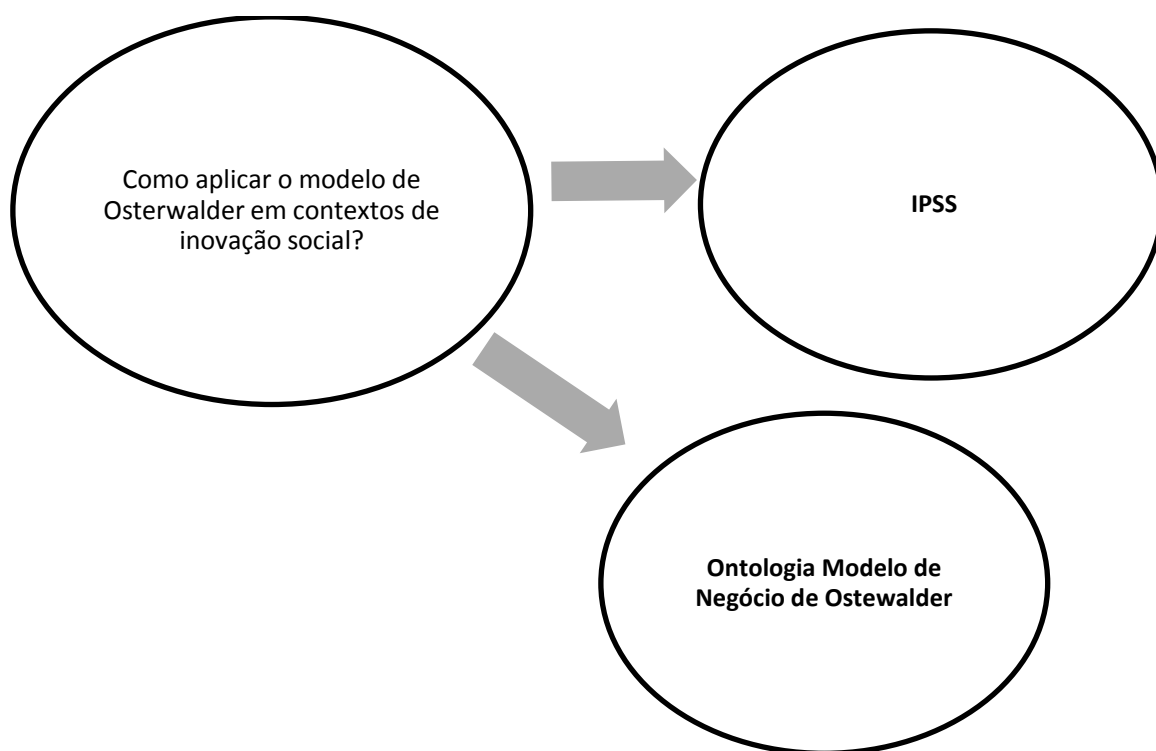 Como aplicar o modelo de
Osterwalder em contextos de
inovação social?
IPSS
Ontologia Modelo de
Negócio de Ostewalder